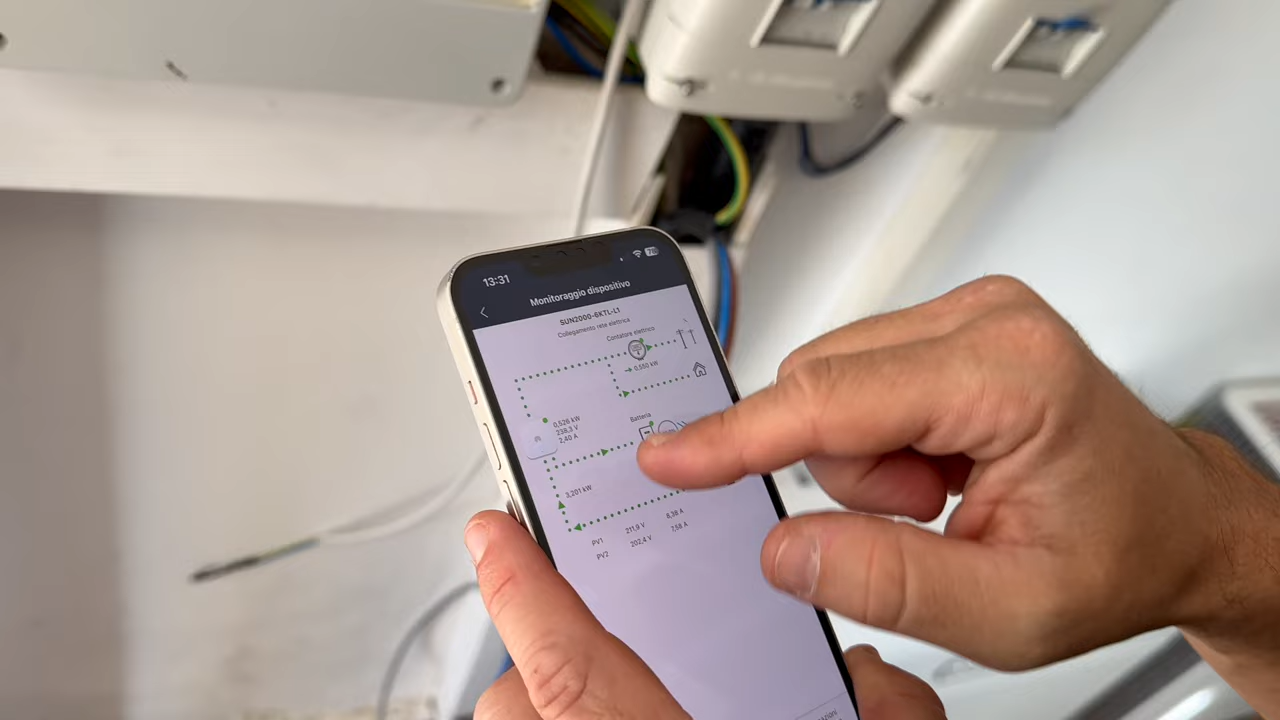 13:31
Monitoraggio dispositivo
SUN2000-6KTL-L1
Collegamento rete elettrica
Contatore elettrico
0,550 kW
0,526 kW
238,3 V
2,40 A
Batteria
3,201 kW
PV1 211,9 V 8,38 A
PV2 202,4 V 7,58 A